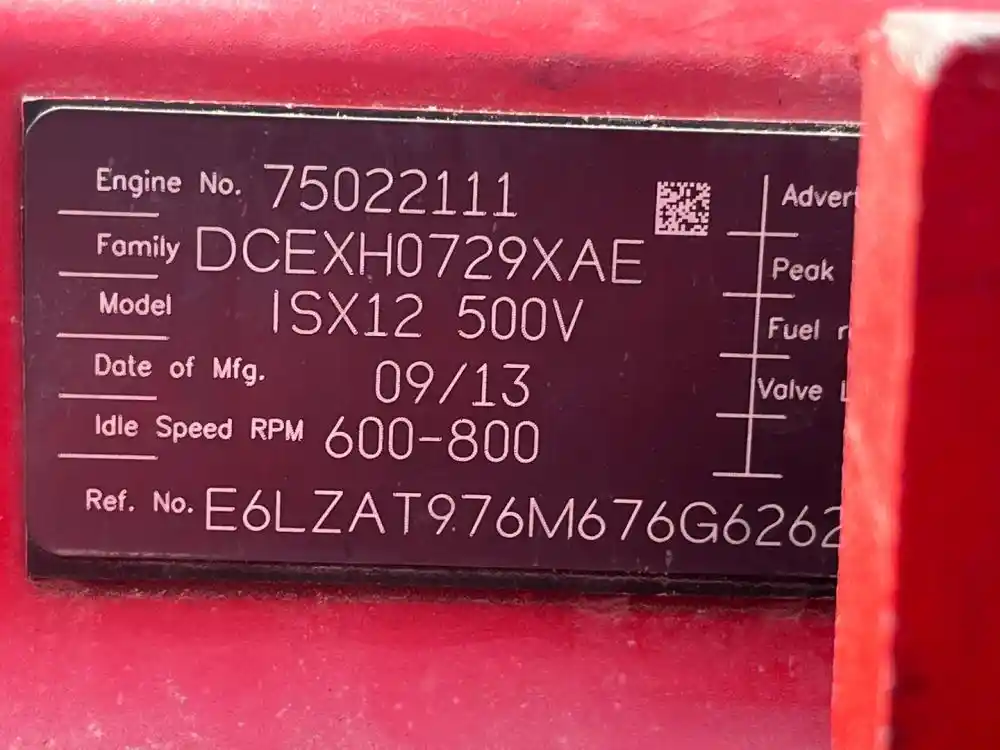 Engine No. 75022111
Family DCEXH0729XAE
Model ISX12 500V
Date of Mfg. 09/13
Idle Speed RPM 600-800
Ref. No. E6LZAT976M676G6262
Advert
Peak
Fuel r
Valve L